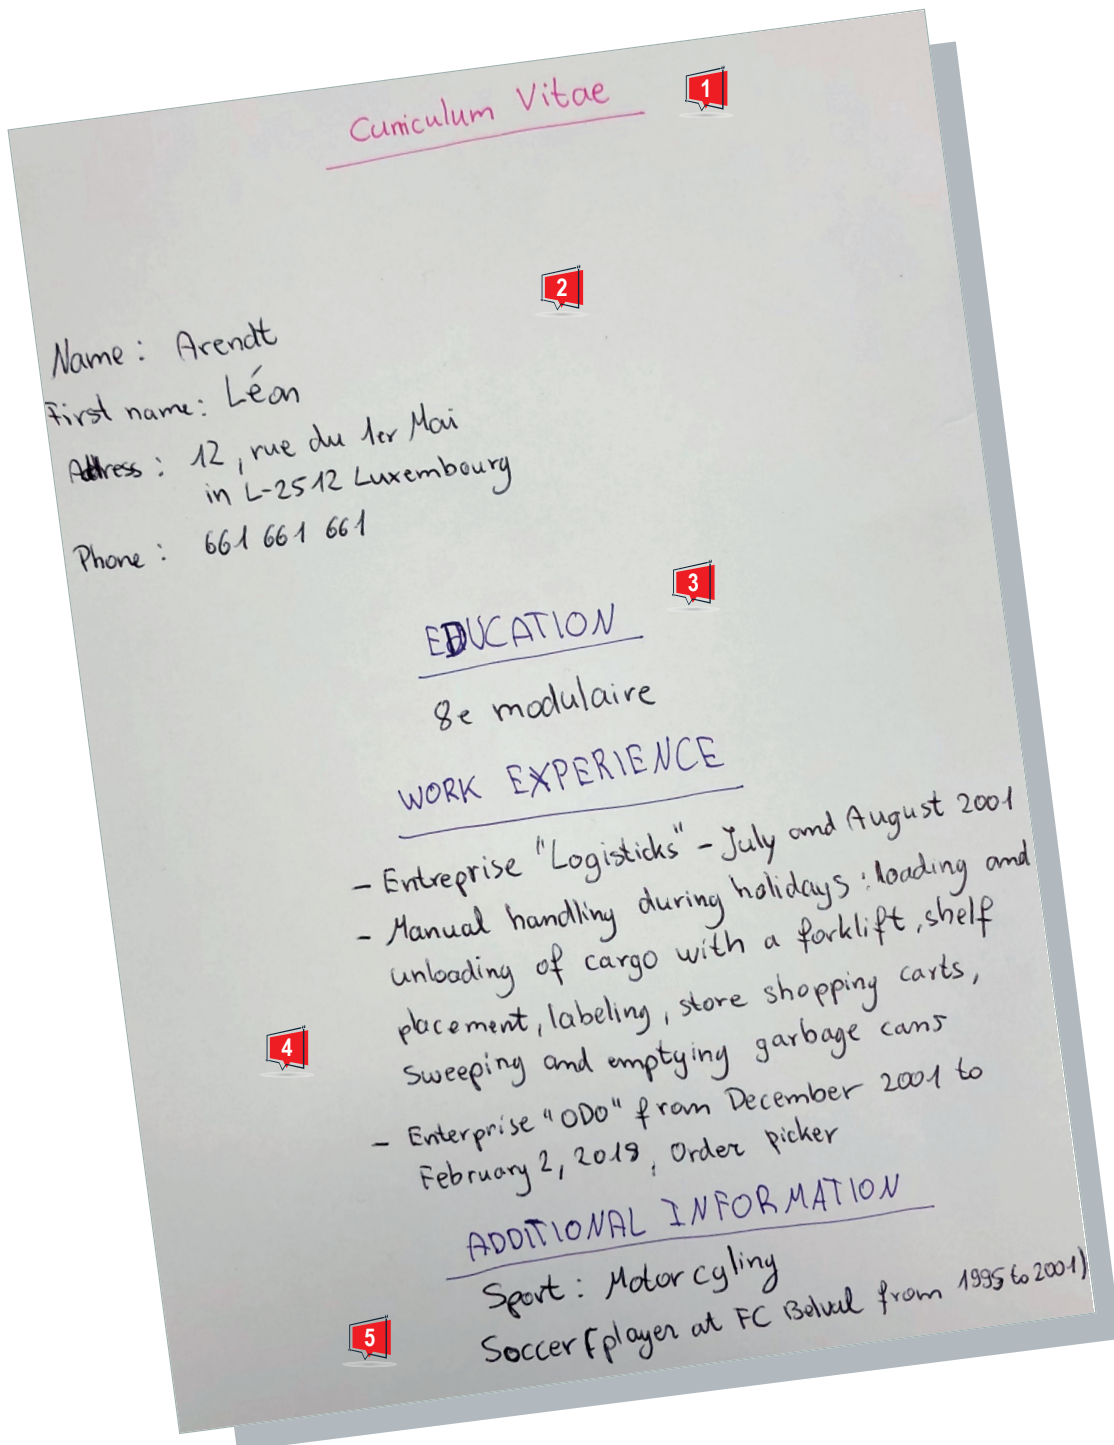 Curriculum Vitae
1
2
Name: Arendt
First name: Léon
Address: 12, rue du 1er Mai
in L-2512 Luxembourg
Phone: 661 661 661
3
EDUCATION
8e modulaire
WORK EXPERIENCE
- Entreprise "Logisticks" - July and August 2001
- Manual handling during holidays: loading and
unloading of cargo with a forklift, shelf
placement, labeling, store shopping carts,
4
sweeping and emptying garbage cans
- Enterprise "ODO" from December 2001 to
February 2, 2018, Order picker
ADDITIONAL INFORMATION
Sport: Motorcyling
5
Soccer (player at FC Belval from 1995 to 2001)